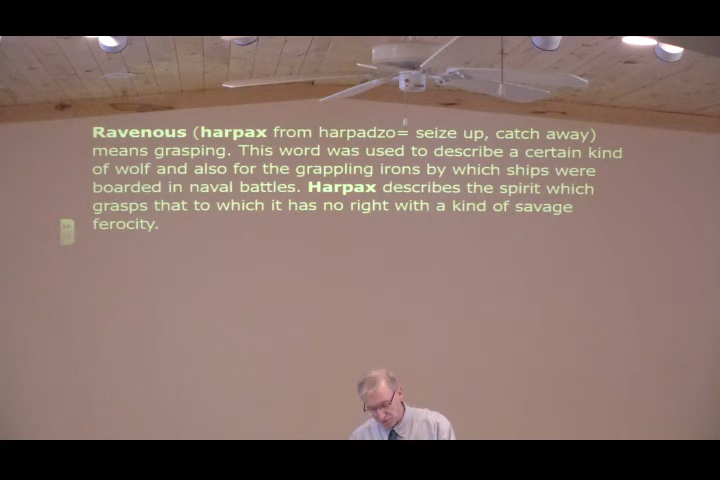 Ravenous (harpax from harpadzo= seize up, catch away)
means grasping. This word was used to describe a certain kind
of wolf and also for the grappling irons by which ships were
boarded in naval battles. Harpax describes the spirit which
grasps that to which it has no right with a kind of savage
ferocity.